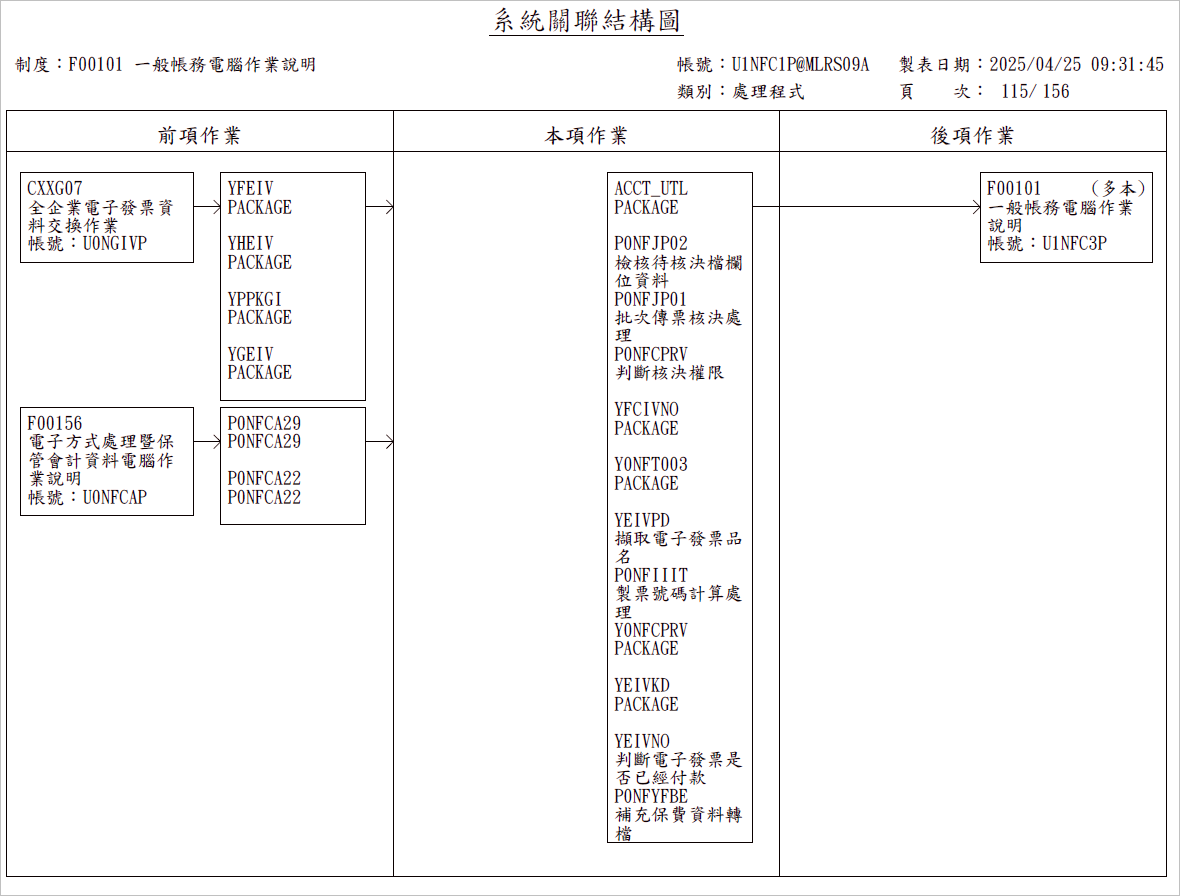 系統關聯結構圖
制度：F00101 一般帳務電腦作業說明
帳號：U1NFC1P@MLRS09A 製表日期：2025/04/25 09:31:45
類別：處理程式 頁 次： 115/ 156
前項作業
本項作業
後項作業
CXXG07
全企業電子發票資
料交換作業
帳號：U0NGIVP
YFEIV
PACKAGE
YHEIV
PACKAGE
YPPKGI
PACKAGE
YGEIV
PACKAGE
F00156
電子方式處理暨保
管會計資料電腦作
業說明
帳號：U0NFCAP
P0NFCA29
P0NFCA29
P0NFCA22
P0NFCA22
ACCT_UTL
PACKAGE
P0NFJP02
檢核待核決檔欄
位資料
P0NFJP01
批次傳票核決處
理
P0NFCPRV
判斷核決權限
YFCIVNO
PACKAGE
Y0NFT003
PACKAGE
YEIVPD
擷取電子發票品
名
P0NFIIIT
製票號碼計算處
理
Y0NFCPRV
PACKAGE
YEIVKD
PACKAGE
YEIVNO
判斷電子發票是
否已經付款
P0NFYFBE
補充保費資料轉
檔
F00101 （多本）
一般帳務電腦作業
說明
帳號：U1NFC3P